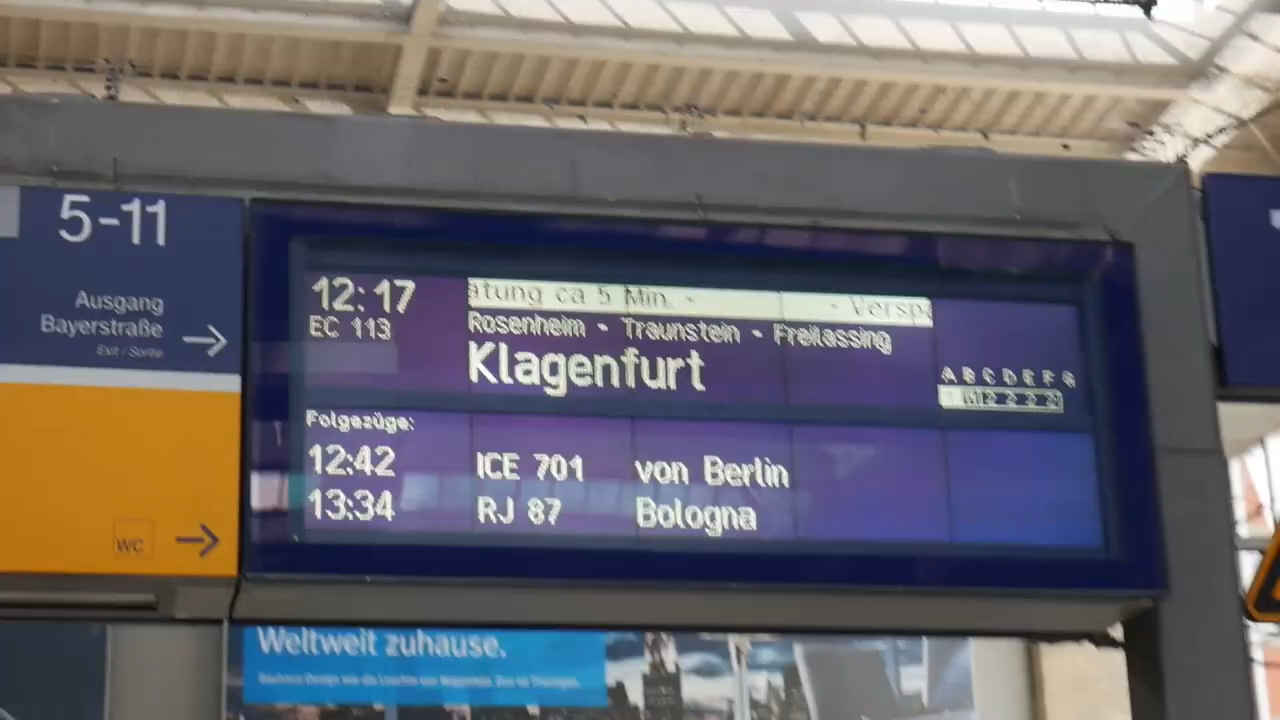 5-11
Ausgang
Bayerstraße
Exit / Sortie
WC
12:17
atung ca 5 Min. - - Verspä
EC 113
Rosenheim - Traunstein - Freilassing
Klagenfurt
A B C D E F G
Folgezüge:
12:42 ICE 701 von Berlin
13:34 RJ 87 Bologna
Weltweit zuhause.